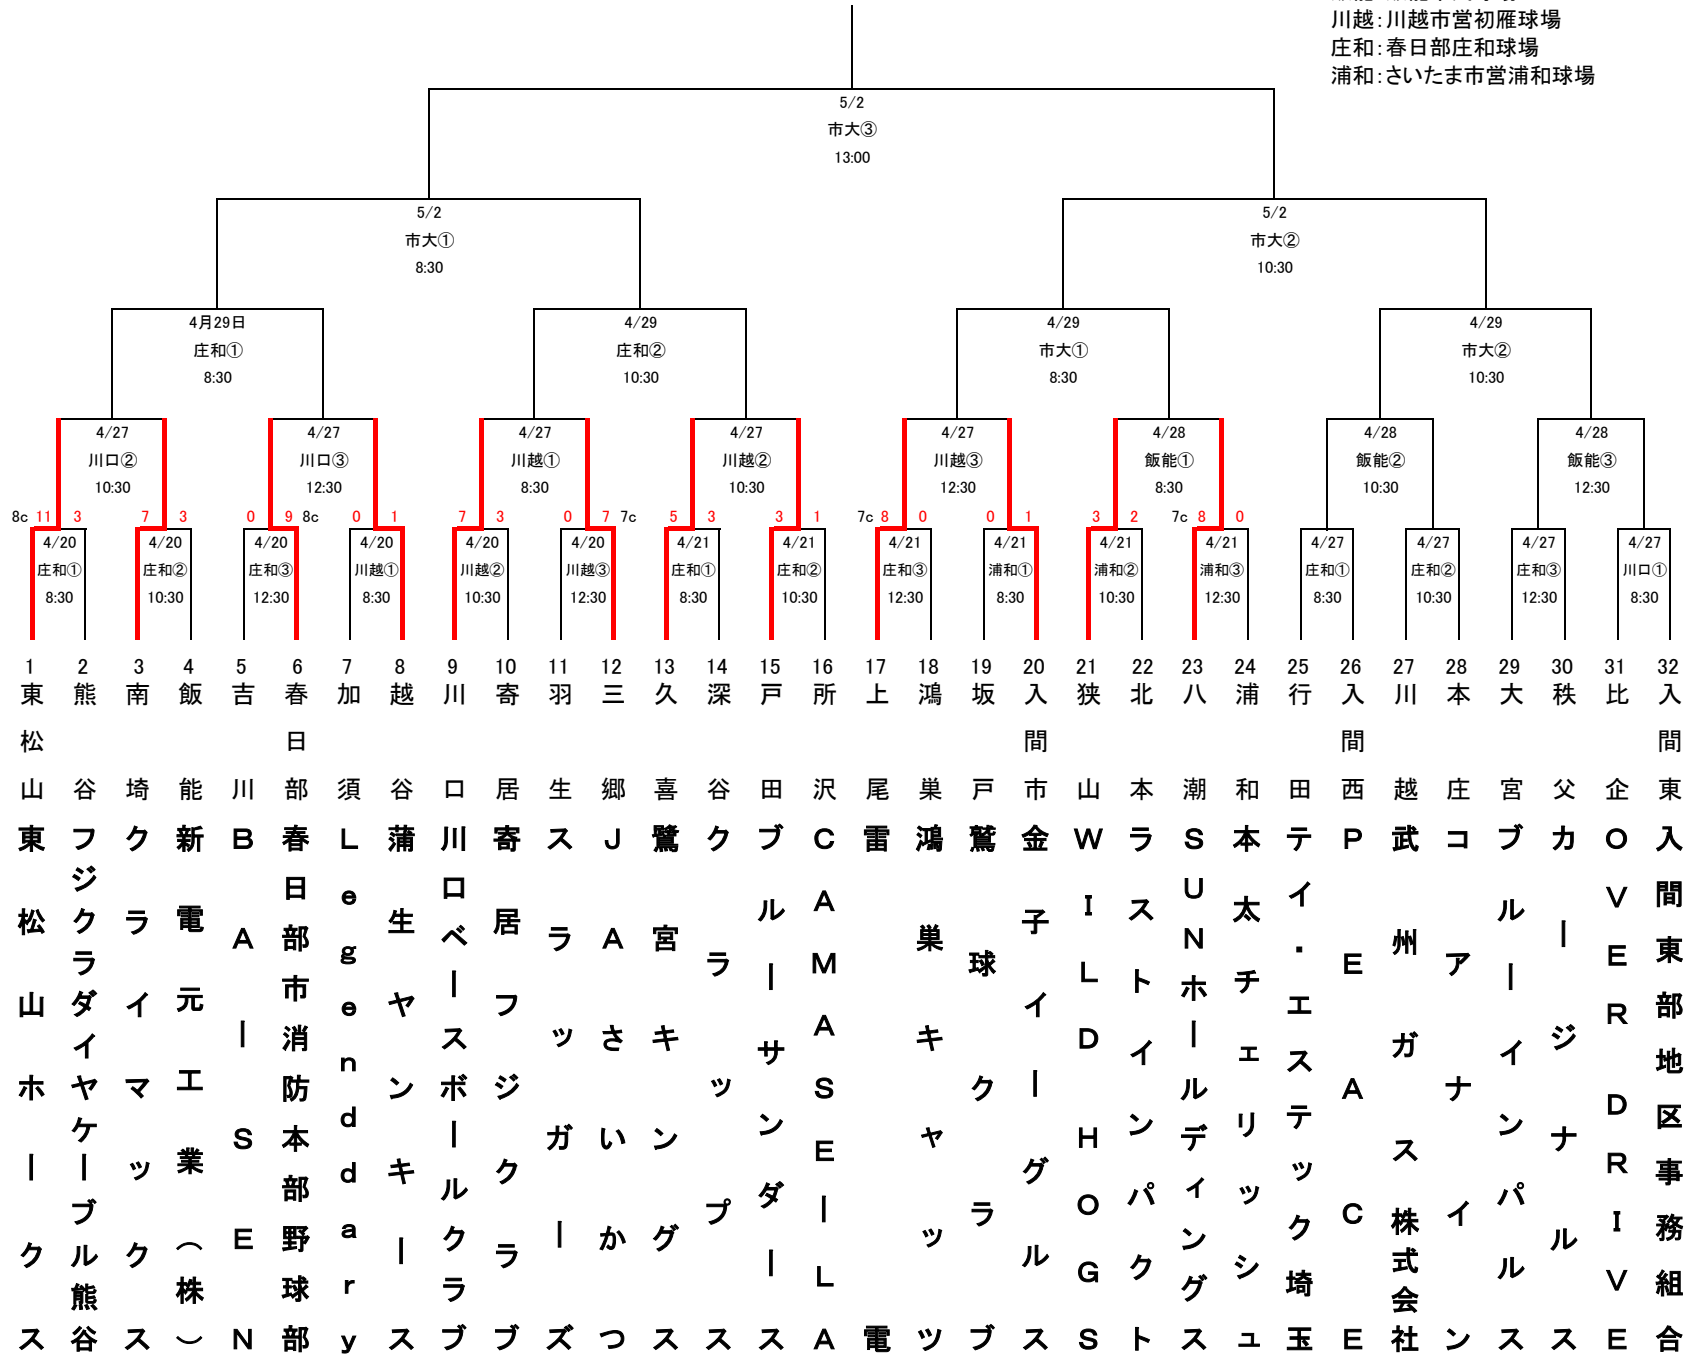 川越：川越市営初雁球場
庄和：春日部庄和球場
浦和：さいたま市営浦和球場
5/2
市大③
13:00
5/2 5/2
市大① 市大②
8:30 10:30
4月29日 4/29 4/29 4/29
庄和① 庄和② 市大① 市大②
8:30 10:30 8:30 10:30
4/27 4/27 4/27 4/27 4/27 4/28 4/28 4/28
川口② 川口③ 川越① 川越② 川越③ 飯能① 飯能② 飯能③
10:30 12:30 8:30 10:30 12:30 8:30 10:30 12:30
8c 11 3 7 3 0 9 8c 0 1 7 3 0 7 7c 5 3 3 1 7c 8 0 0 1 3 2 7c 8 0
4/20 4/20 4/20 4/20 4/20 4/20 4/21 4/21 4/21 4/21 4/21 4/21 4/27 4/27 4/27 4/27
庄和① 庄和② 庄和③ 川越① 川越② 川越③ 庄和① 庄和② 庄和③ 浦和① 浦和② 浦和③ 庄和① 庄和② 庄和③ 川口①
8:30 10:30 12:30 8:30 10:30 12:30 8:30 10:30 12:30 8:30 10:30 12:30 8:30 10:30 12:30 8:30
1 東松山 東松山ホークス
2 熊谷 フジクラダイヤケーブル熊谷
3 南埼 クライマックス
4 飯能 新電元工業（株）
5 吉川 BAーSEN
6 春日部 春日部市消防本部野球部
7 加須 Legenddary
8 越谷 蒲生ヤンキース
9 川口 川口ベースボールクラブ
10 寄居 寄居フジクラブ
11 羽生 スラッガーズ
12 三郷 JAさいかつ
13 久喜 鷺宮キングス
14 深谷 クラップス
15 戸田 ブルーサンダース
16 所沢 CAMASEーLA
17 上尾 雷電
18 鴻巣 鴻巣キャッツ
19 坂戸 鷲球クラブ
20 入間市 金子イーグルス
21 狭山 WILD HOGS
22 北本 ラストインパクト
23 八潮 SUNホールディングス
24 浦和 本太チェリッシュ
25 行田 テイ・エステック埼玉
26 入間西 PEACE
27 川越 武州ガス株式会社
28 本庄 コアナイン
29 大宮 ブルーインパルス
30 秩父 カージナルス
31 比企 OVER DRIVE
32 入間東 入間東部地区事務組合